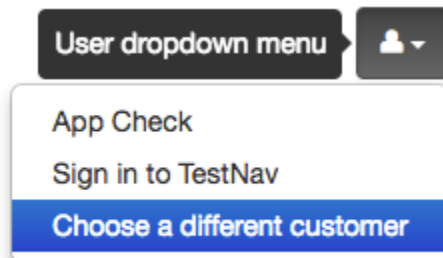 User dropdown menu
App Check
Sign in to TestNav
Choose a different customer